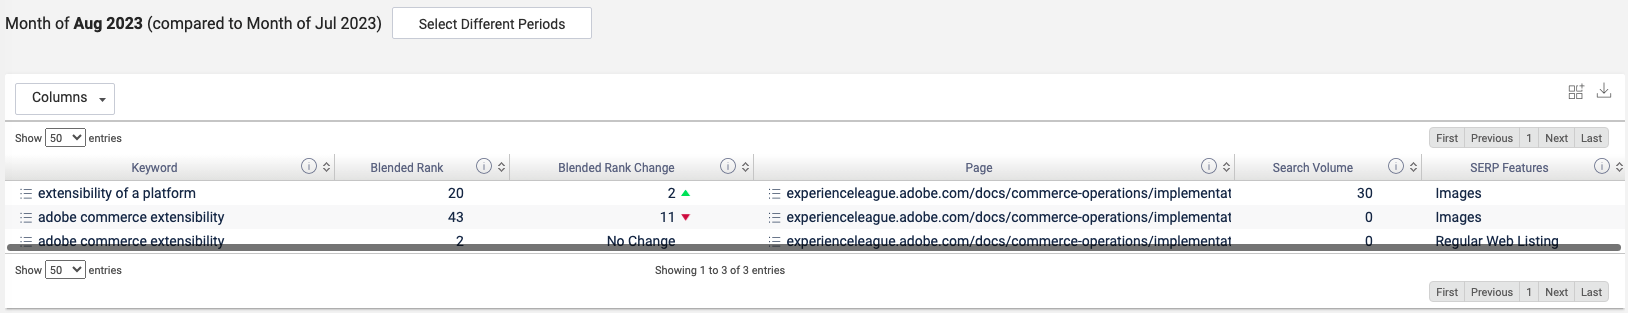 Month of Aug 2023 (compared to Month of Jul 2023) Select Different Periods
Columns
Show 50 entries First Previous 1 Next Last
Keyword Blended Rank Blended Rank Change Page Search Volume SERP Features
extensibility of a platform 20 2 experienceleague.adobe.com/docs/commerce-operations/implementat 30 Images
adobe commerce extensibility 43 11 experienceleague.adobe.com/docs/commerce-operations/implementat 0 Images
adobe commerce extensibility 2 No Change experienceleague.adobe.com/docs/commerce-operations/implementat 0 Regular Web Listing
Show 50 entries Showing 1 to 3 of 3 entries
First Previous 1 Next Last